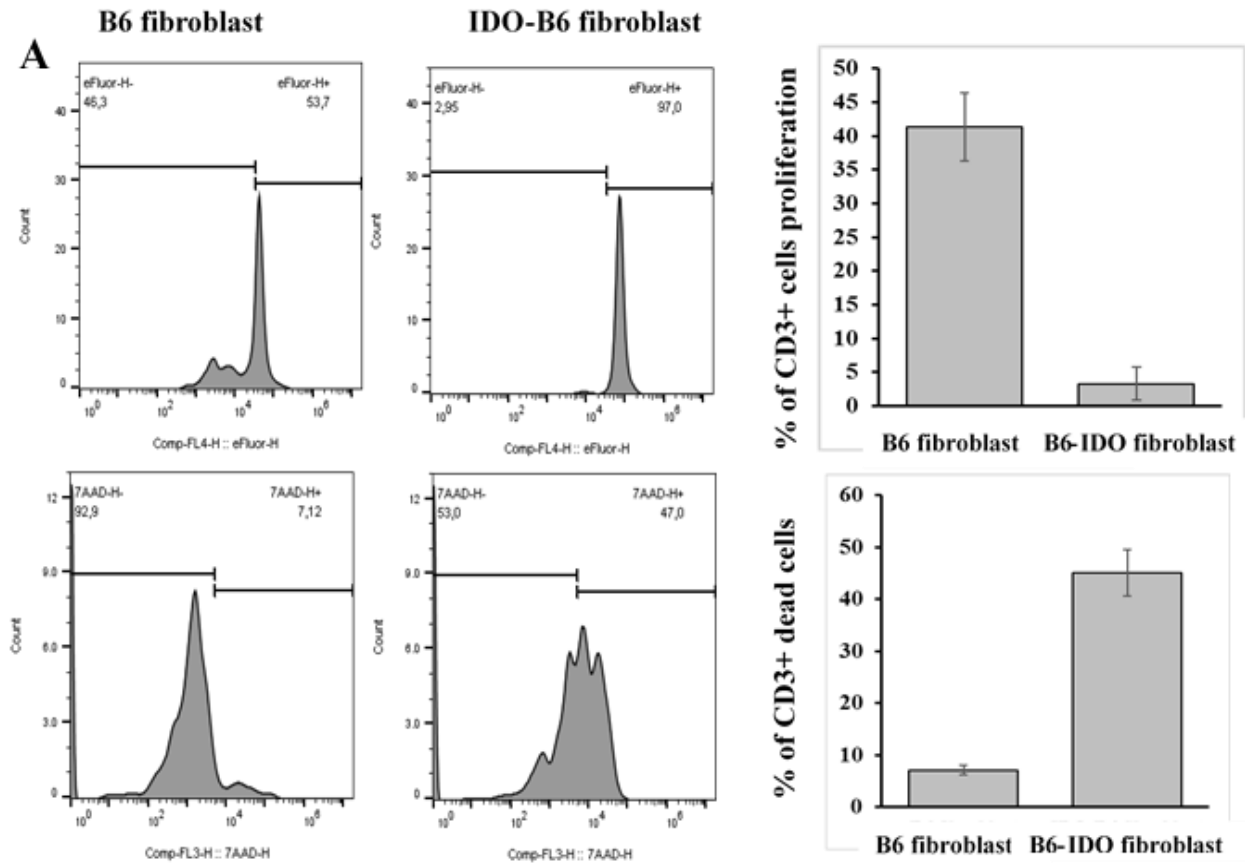 B6 fibroblast
IDO-B6 fibroblast
A
eFluor-H-
46,3
eFluor-H+
53,7
40
30
20
10
0
Count
10^0 10^2 10^4 10^6
Comp-FL4-H :: eFluor-H
eFluor-H-
2,95
eFluor-H+
97,0
40
30
20
10
0
Count
10^0 10^2 10^4 10^6
Comp-FL4-H :: eFluor-H
% of CD3+ cells proliferation
50
45
40
35
30
25
20
15
10
5
0
B6 fibroblast B6-IDO fibroblast
7AAD-H-
92,9
7AAD-H+
7,12
12
9.0
6.0
3.0
0
Count
10^0 10^2 10^4 10^6
Comp-FL3-H :: 7AAD-H
7AAD-H-
53,0
7AAD-H+
47,0
12
9.0
6.0
3.0
0
Count
10^0 10^2 10^4 10^6
Comp-FL3-H :: 7AAD-H
% of CD3+ dead cells
60
50
40
30
20
10
0
B6 fibroblast B6-IDO fibroblast